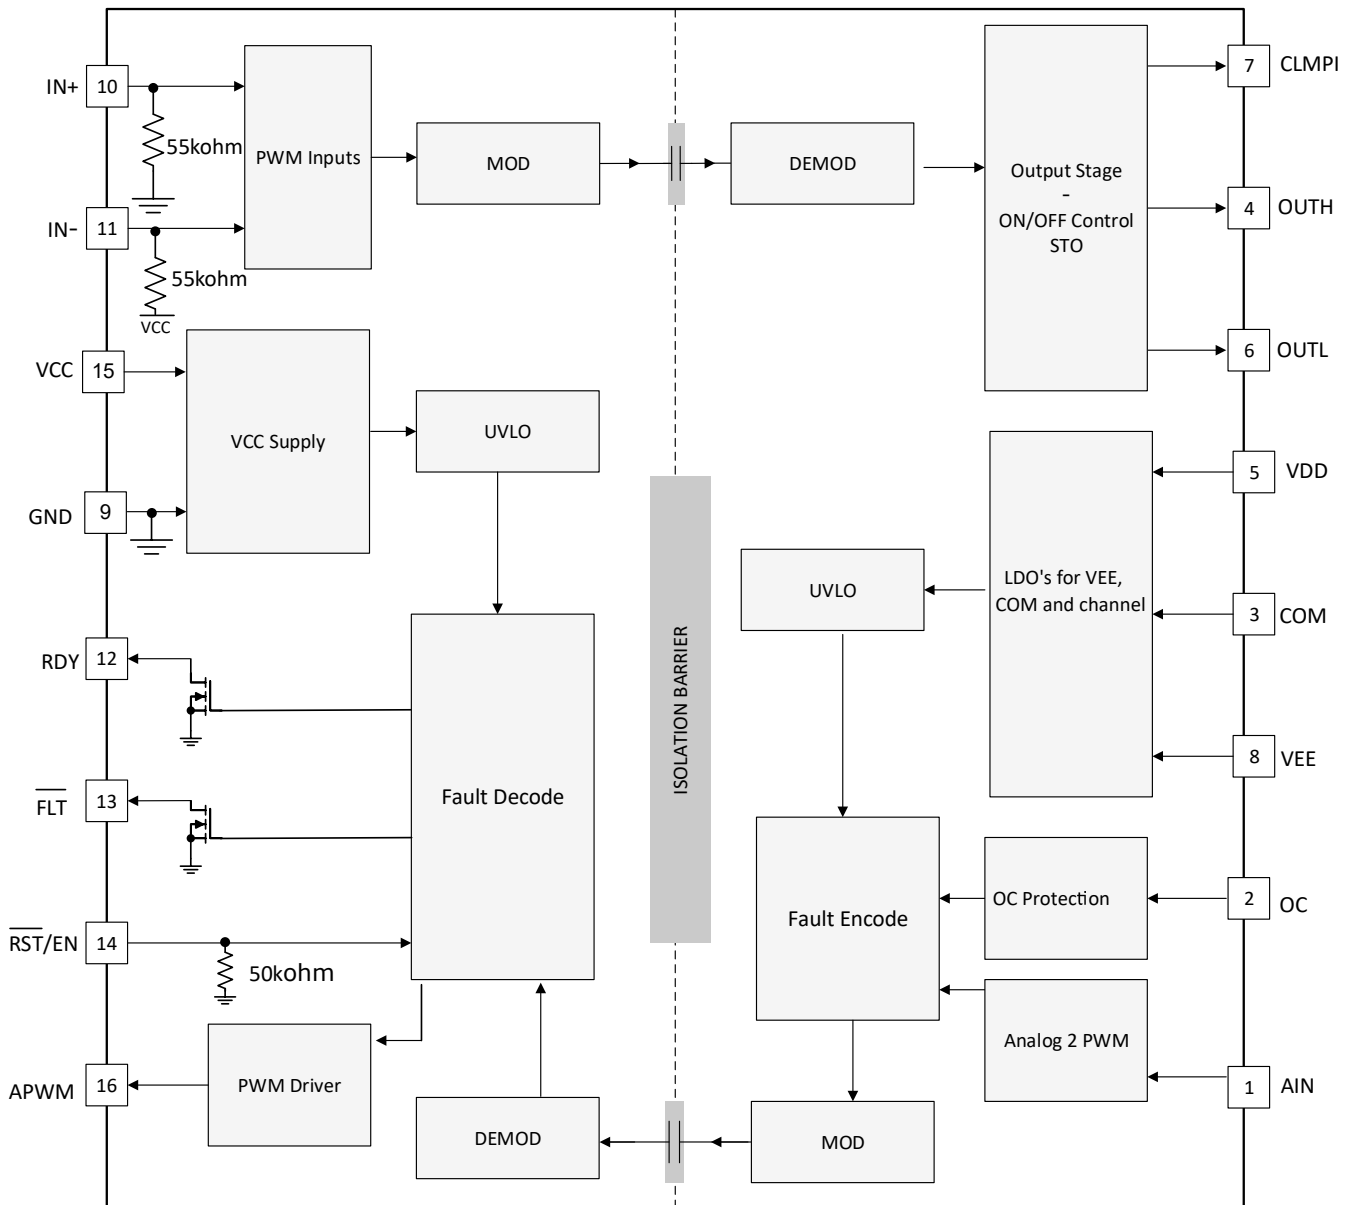 IN+
10
55kohm
IN-
11
55kohm
VCC
PWM Inputs
MOD
DEMOD
Output Stage
-
ON/OFF Control
STO
7
CLMPI
4
OUTH
6
OUTL
VCC
15
GND
9
VCC Supply
UVLO
ISOLATION BARRIER
UVLO
LDO's for VEE,
COM and channel
5
VDD
3
COM
8
VEE
RDY
12
FLT
13
RST/EN
14
50kohm
Fault Decode
Fault Encode
OC Protection
2
OC
Analog 2 PWM
1
AIN
APWM
16
PWM Driver
DEMOD
MOD